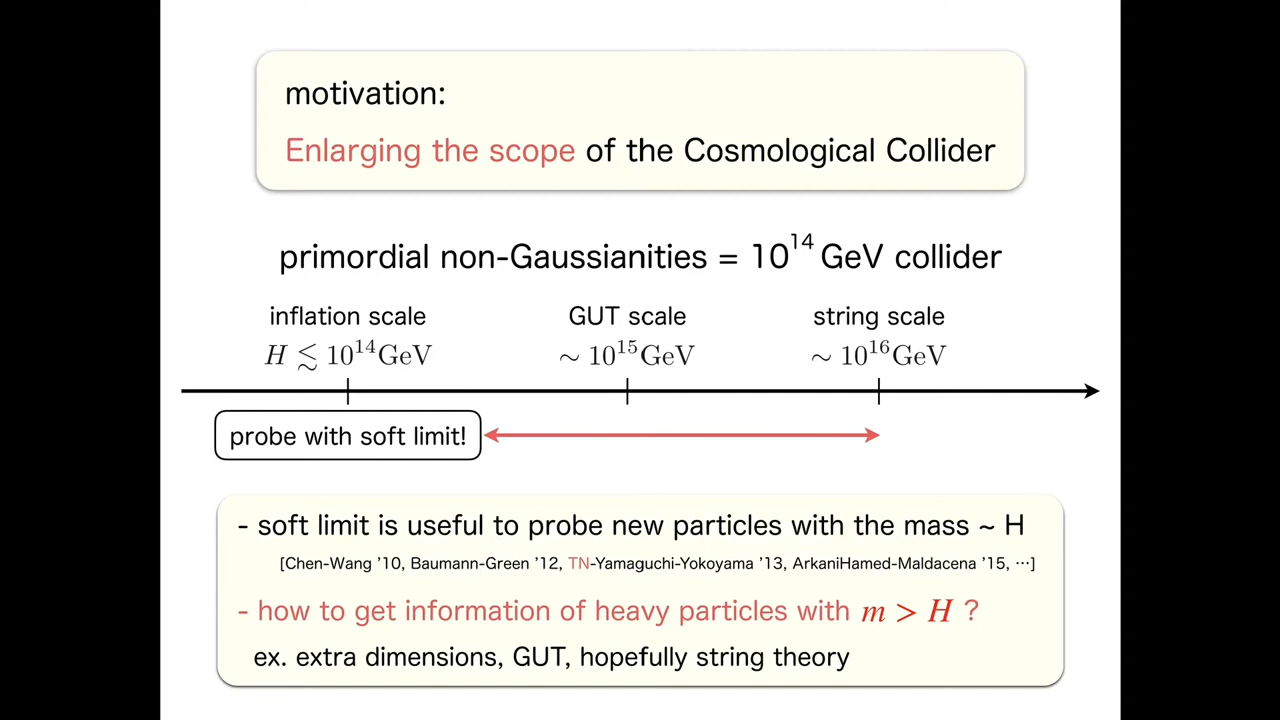 motivation:
Enlarging the scope of the Cosmological Collider
primordial non-Gaussianities = 10^14 GeV collider
inflation scale
H ≲ 10^14 GeV
GUT scale
∼ 10^15 GeV
string scale
∼ 10^16 GeV
probe with soft limit!
- soft limit is useful to probe new particles with the mass ~ H
[Chen-Wang ’10, Baumann-Green ’12, TN-Yamaguchi-Yokoyama ’13, ArkaniHamed-Maldacena ’15, …]
- how to get information of heavy particles with m > H ?
ex. extra dimensions, GUT, hopefully string theory